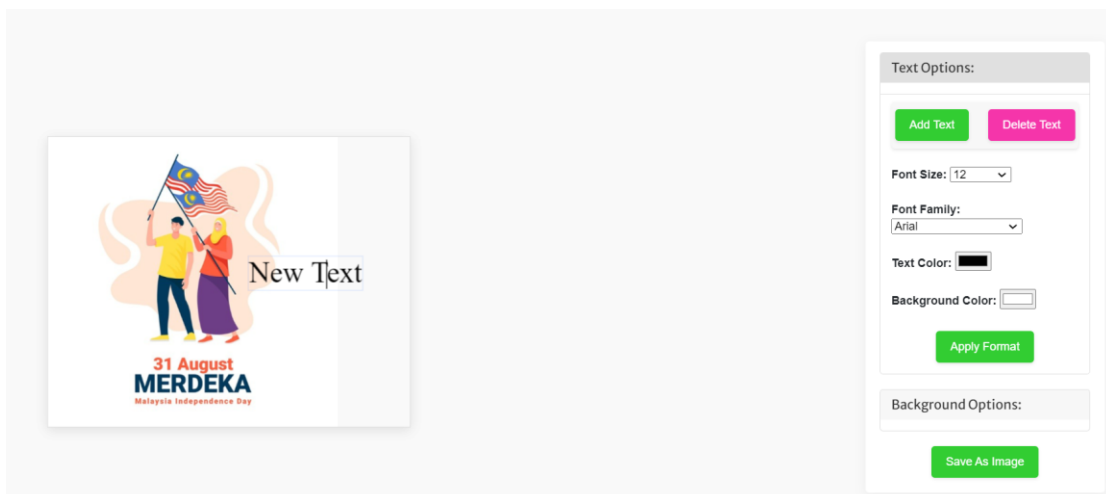 New Text
31 August
MERDEKA
Malaysia Independence Day
Text Options:
Add Text Delete Text
Font Size: 12
Font Family:
Arial
Text Color:
Background Color:
Apply Format
Background Options:
Save As Image